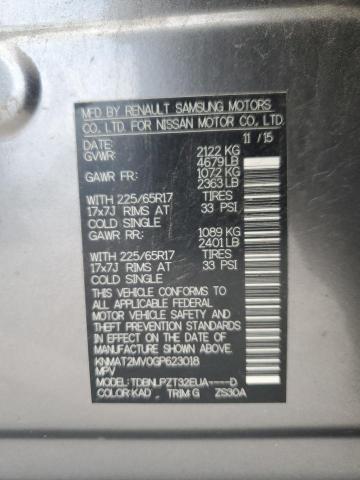 MFD BY RENAULT SAMSUNG MOTORS
CO. LTD. FOR NISSAN MOTOR CO., LTD.
DATE: 11 / 15
GVWR: 2122 KG
4679 LB
GAWR FR: 1072 KG
2363 LB
WITH 225/65R17 TIRES
17x7J RIMS AT 33 PSI
COLD SINGLE
GAWR RR: 1089 KG
2401 LB
WITH 225/65R17 TIRES
17x7J RIMS AT 33 PSI
COLD SINGLE
THIS VEHICLE CONFORMS TO
ALL APPLICABLE FEDERAL
MOTOR VEHICLE SAFETY AND
THEFT PREVENTION STANDARDS
IN EFFECT ON THE DATE OF
MANUFACTURE SHOWN ABOVE.
KNMAT2MV0GP623018
MPV
MODEL: TDBNLPZT32EUA----D
COLOR: KAD TRIM: G ZS30A